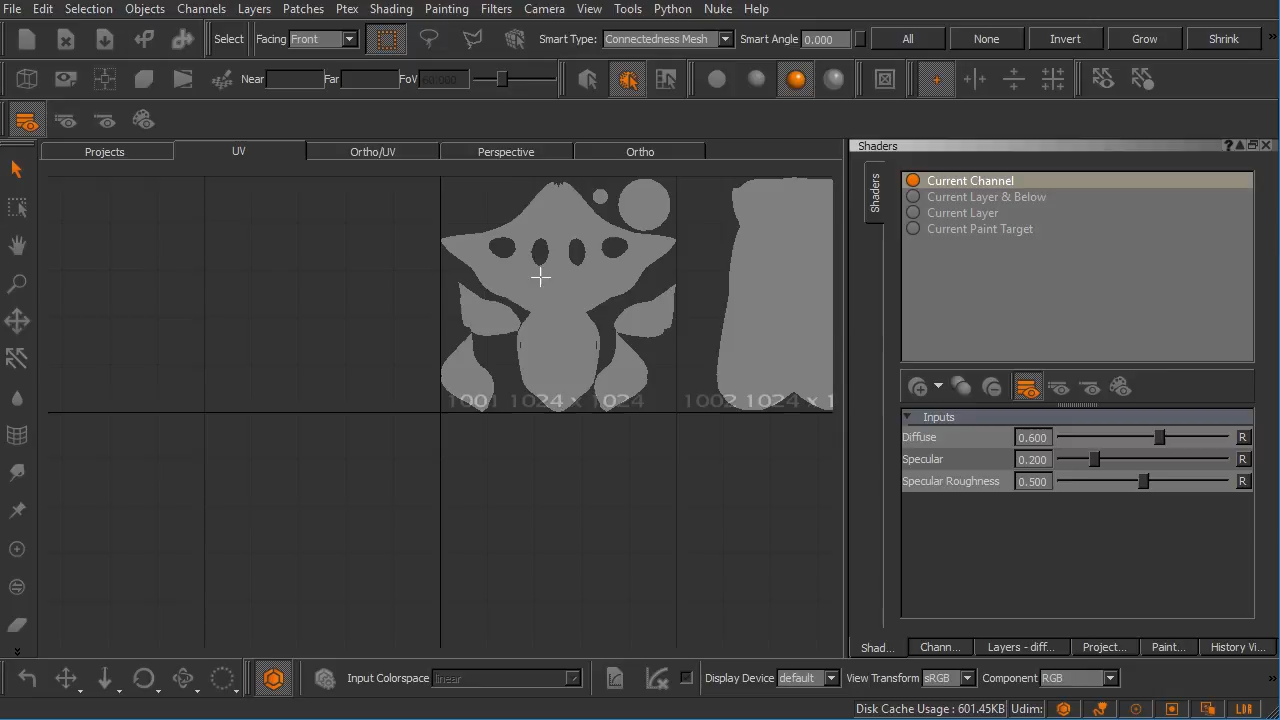 File Edit Selection Objects Channels Layers Patches Ptex Shading Painting Filters Camera View Tools Python Nuke Help
Select Facing Front Smart Type: Connectedness Mesh Smart Angle 0.000 All None Invert Grow Shrink
Near Far FoV 60.000
Projects UV Ortho/UV Perspective Ortho
Shaders
Shaders
Current Channel
Current Layer & Below
Current Layer
Current Paint Target
1001 1024 x 1024 1002 1024 x 1
Inputs
Diffuse 0.600 R
Specular 0.200 R
Specular Roughness 0.500 R
Shad... Chann... Layers - diff... Project... Paint... History Vi...
Input Colorspace linear Display Device default View Transform sRGB Component RGB
Disk Cache Usage : 601.45KB Udim: LDR